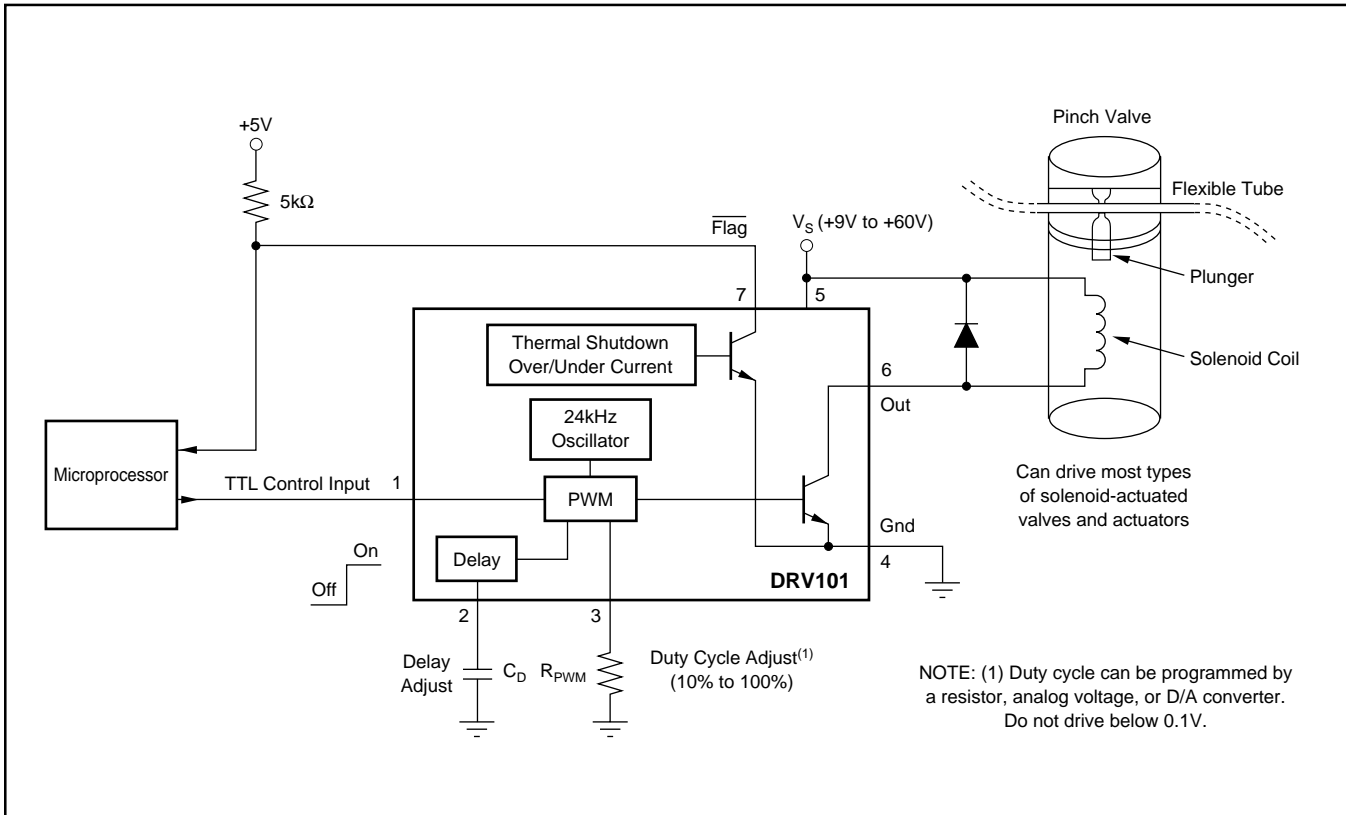 Pinch Valve
+5V
5kΩ
Flexible Tube
Flag
V_S (+9V to +60V)
Plunger
7
5
Thermal Shutdown
Over/Under Current
Solenoid Coil
6
Out
24kHz
Oscillator
Microprocessor
TTL Control Input
1
PWM
Can drive most types
of solenoid-actuated
valves and actuators
Gnd
4
Delay
DRV101
On
Off
2
3
Delay
Adjust
C_D
R_PWM
Duty Cycle Adjust(1)
(10% to 100%)
NOTE: (1) Duty cycle can be programmed by
a resistor, analog voltage, or D/A converter.
Do not drive below 0.1V.